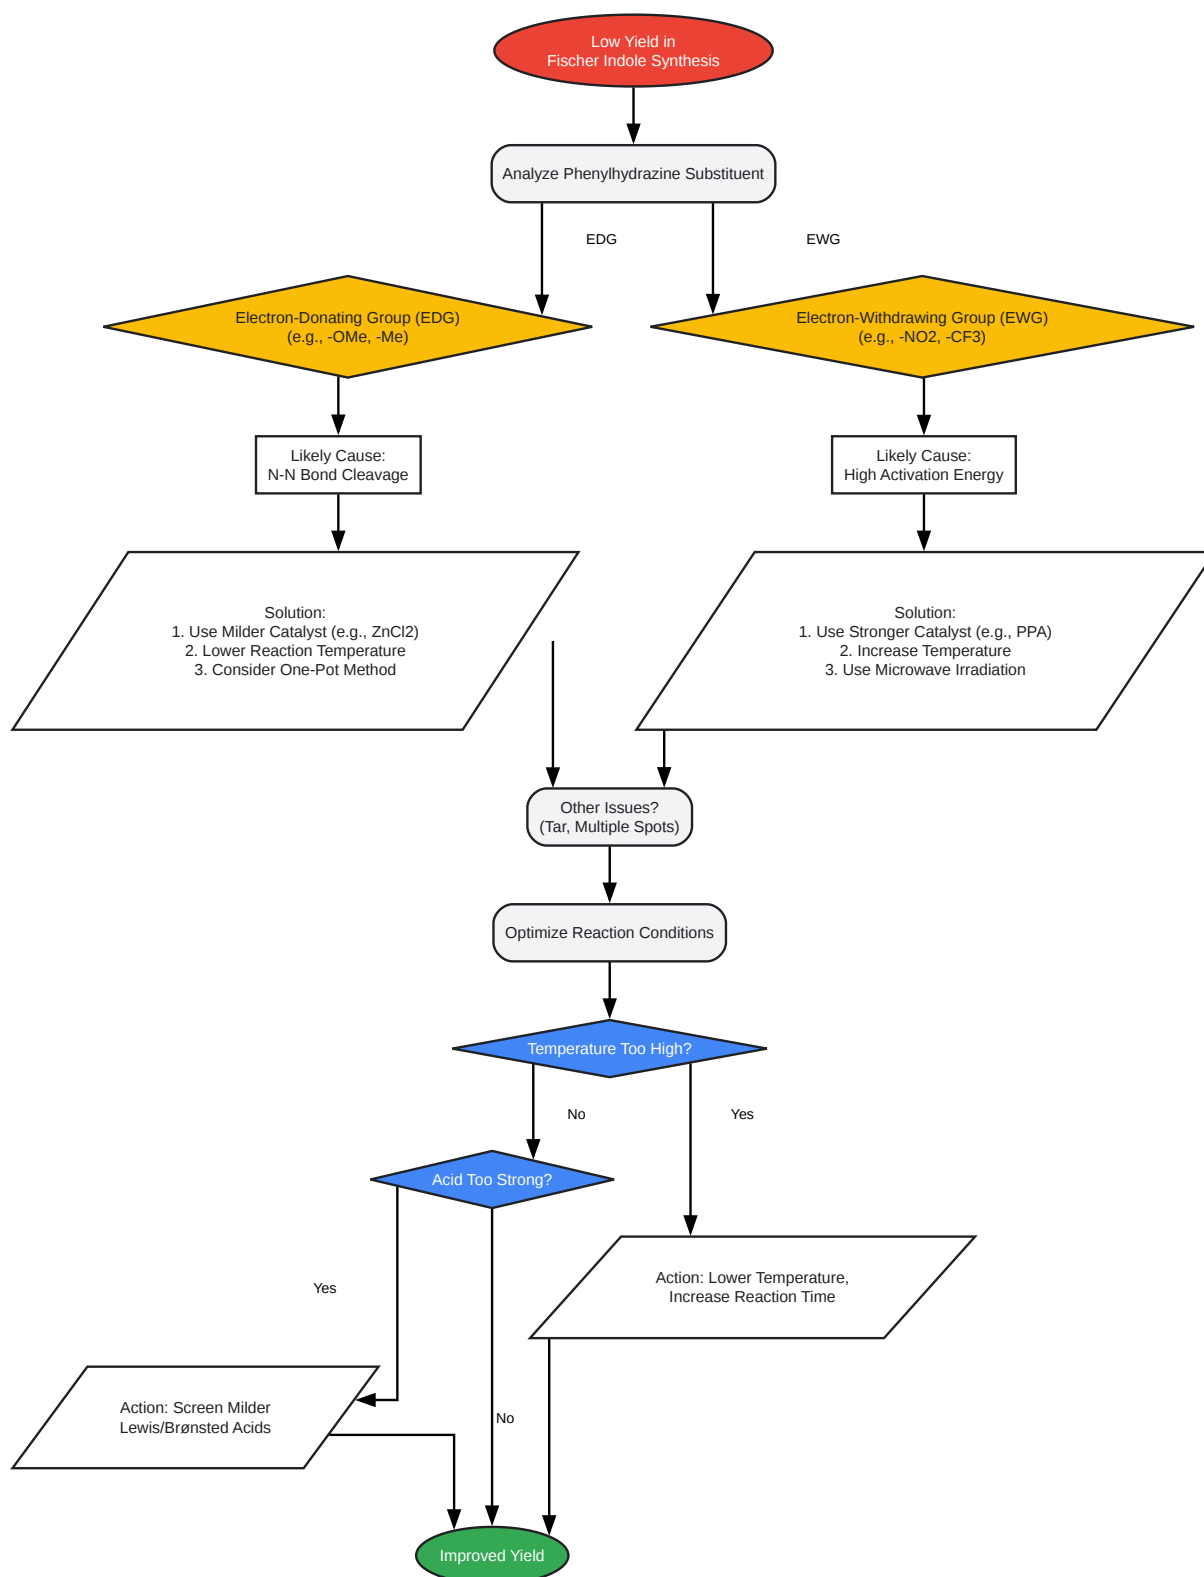 Low Yield in
Fischer Indole Synthesis
Analyze Phenylhydrazine Substituent
EDG
EWG
Electron-Donating Group (EDG)
(e.g., -OMe, -Me)
Electron-Withdrawing Group (EWG)
(e.g., -NO2, -CF3)
Likely Cause:
N-N Bond Cleavage
Likely Cause:
High Activation Energy
Solution:
1. Use Milder Catalyst (e.g., ZnCl2)
2. Lower Reaction Temperature
3. Consider One-Pot Method
Solution:
1. Use Stronger Catalyst (e.g., PPA)
2. Increase Temperature
3. Use Microwave Irradiation
Other Issues?
(Tar, Multiple Spots)
Optimize Reaction Conditions
Temperature Too High?
No
Yes
Acid Too Strong?
Yes
Action: Lower Temperature,
Increase Reaction Time
Action: Screen Milder
Lewis/Brønsted Acids
No
Improved Yield